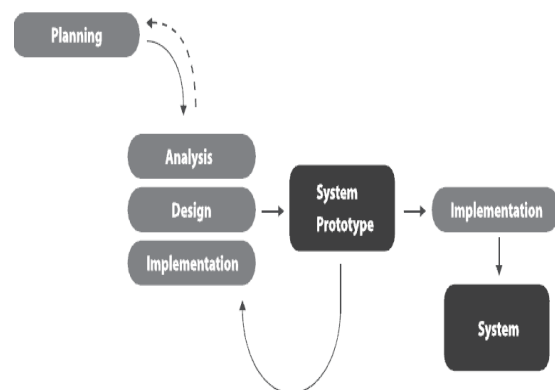 Planning
Analysis
Design
Implementation
System
Prototype
Implementation
System